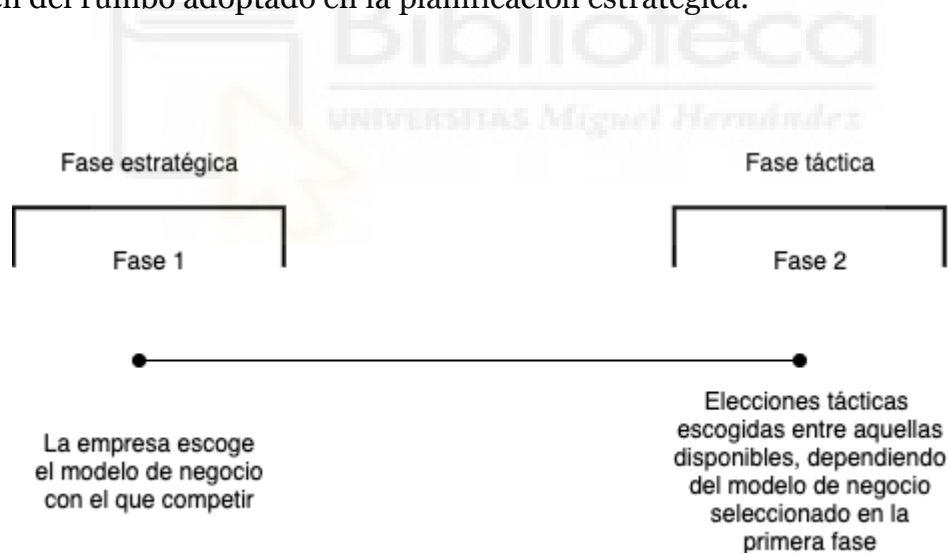 en del rumbo adoptado en la planificación estratégica.
Biblioteca
UNIVERSITAS Miguel Hernández
Fase estratégica
Fase táctica
Fase 1
Fase 2
La empresa escoge
el modelo de negocio
con el que competir
Elecciones tácticas
escogidas entre aquellas
disponibles, dependiendo
del modelo de negocio
seleccionado en la
primera fase